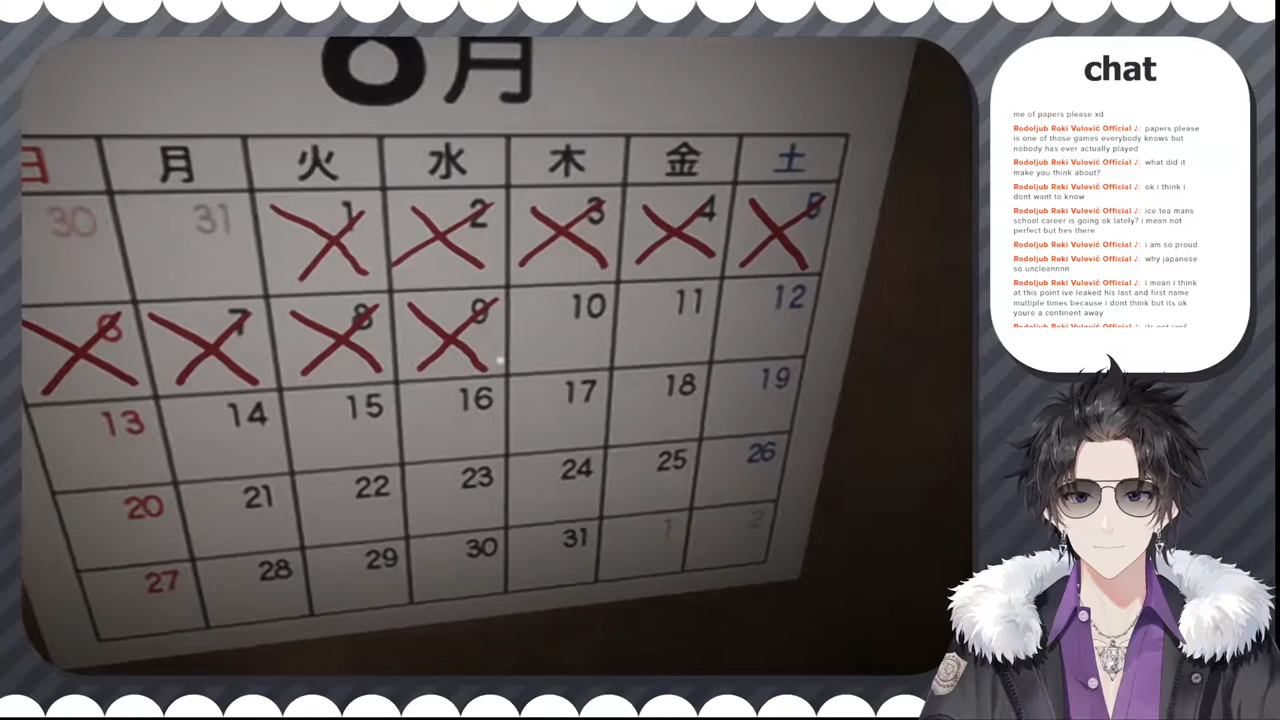 8月
日 月 火 水 木 金 土
30 31 1 2 3 4 5
6 7 8 9 10 11 12
13 14 15 16 17 18 19
20 21 22 23 24 25 26
27 28 29 30 31 1 2
chat
me of papers please xd
Rodoljub Roki Vulović Official ♪: papers please
is one of those games everybody knows but
nobody has ever actually played
Rodoljub Roki Vulović Official ♪: what did it
make you think about?
Rodoljub Roki Vulović Official ♪: ok i think i
dont want to know
Rodoljub Roki Vulović Official ♪: ice tea mans
school career is going ok lately? i mean not
perfect but hes there
Rodoljub Roki Vulović Official ♪: i am so proud
Rodoljub Roki Vulović Official ♪: why japanese
so uncleannnn
Rodoljub Roki Vulović Official ♪: i mean i think
at this point ive leaked his last and first name
multiple times because i dont think but its ok
youre a continent away